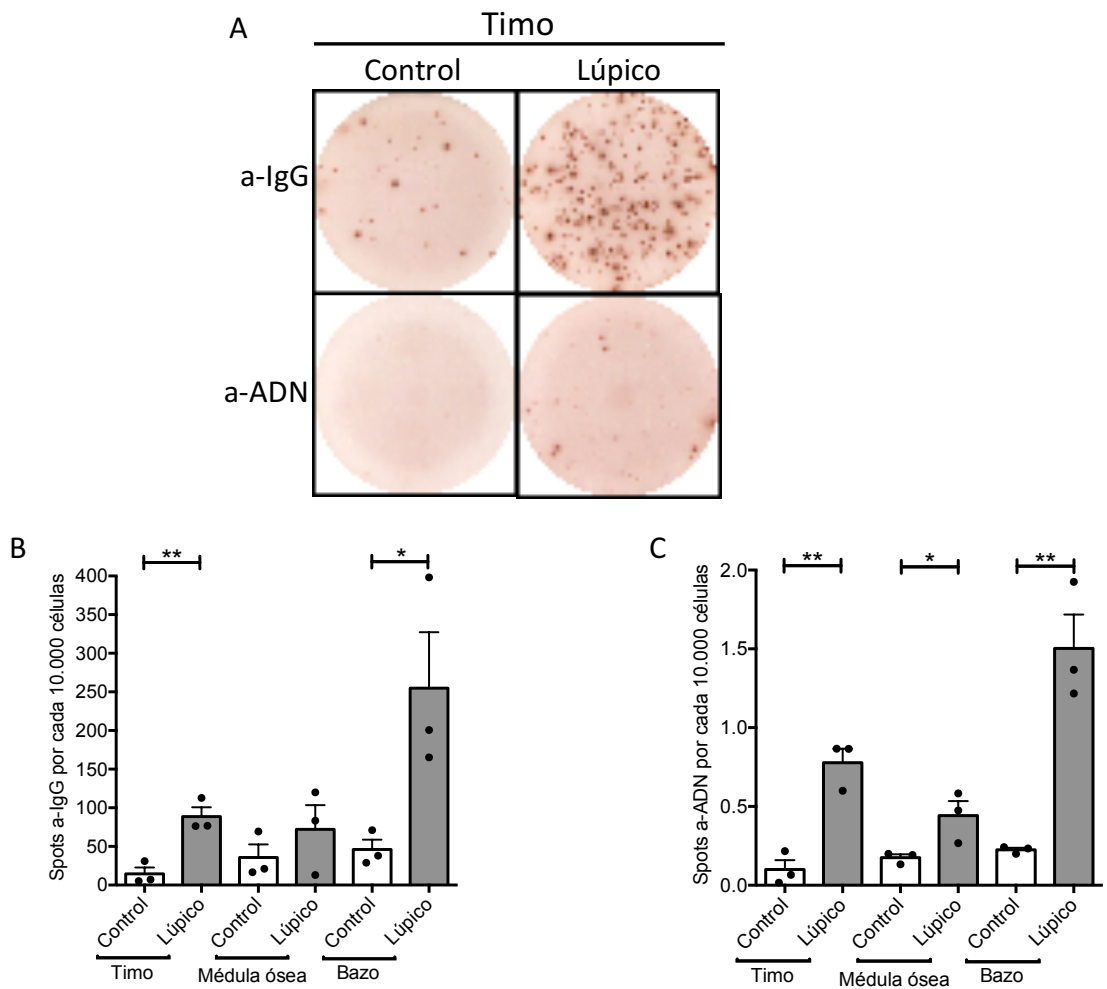 A
Timo
Control
Lúpico
a-IgG
a-ADN
B
Spots a-IgG por cada 10.000 células
400
350
300
250
200
150
100
50
0
**
*
Control
Lúpico
Control
Lúpico
Control
Lúpico
Timo
Médula ósea
Bazo
C
Spots a-ADN por cada 10.000 células
2.0
1.5
1.0
0.5
0.0
**
*
**
Control
Lúpico
Control
Lúpico
Control
Lúpico
Timo
Médula ósea
Bazo